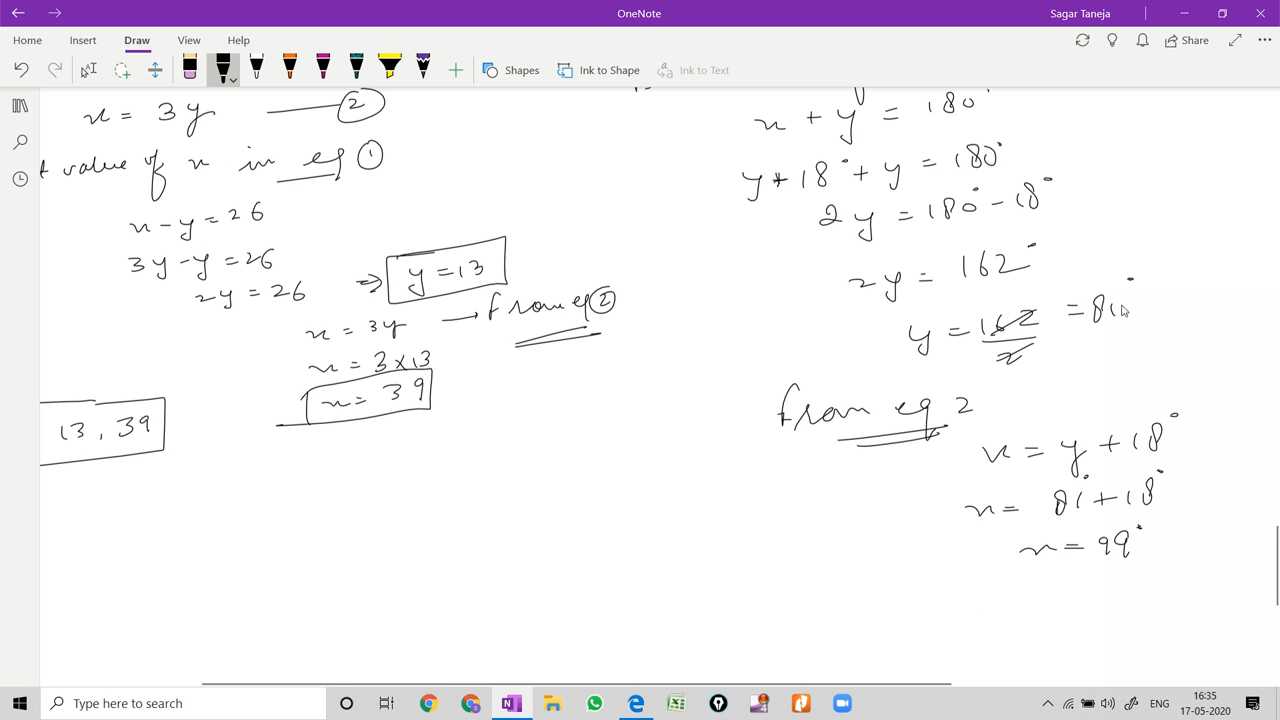 OneNote
Sagar Taneja
Home Insert Draw View Help
Share
Shapes
Ink to Shape
Ink to Text
x = 3y —— ②
t value of x in eq ①
x - y = 26
3y - y = 26
2y = 26
⇒ y = 13
x = 3y → from eq ②
x = 3 × 13
x = 39
13, 39
x + y = 180°
y + 18° + y = 180°
2y = 180° - 18°
2y = 162°
y = 162/2 = 81°
from eq 2
x = y + 18°
x = 81° + 18°
x = 99°
Type here to search
ENG
16:35
17-05-2020